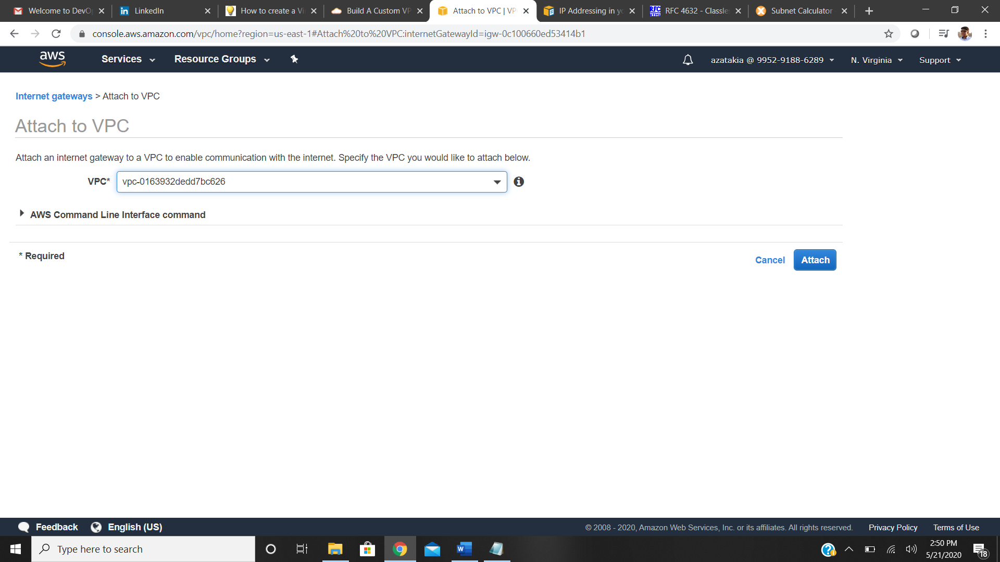 Welcome to DevOp
LinkedIn
How to create a Vi
Build A Custom VP
Attach to VPC | VP
IP Addressing in yo
RFC 4632 - Classle
Subnet Calculator
console.aws.amazon.com/vpc/home?region=us-east-1#Attach%20to%20VPC:internetGatewayId=igw-0c100660ed53414b1
aws
Services
Resource Groups
azatakia @ 9952-9188-6289
N. Virginia
Support
Internet gateways > Attach to VPC
Attach to VPC
Attach an internet gateway to a VPC to enable communication with the internet. Specify the VPC you would like to attach below.
VPC*
vpc-0163932dedd7bc626
AWS Command Line Interface command
* Required
Cancel
Attach
Feedback
English (US)
© 2008 - 2020, Amazon Web Services, Inc. or its affiliates. All rights reserved.
Privacy Policy
Terms of Use
Type here to search
2:50 PM
5/21/2020
18